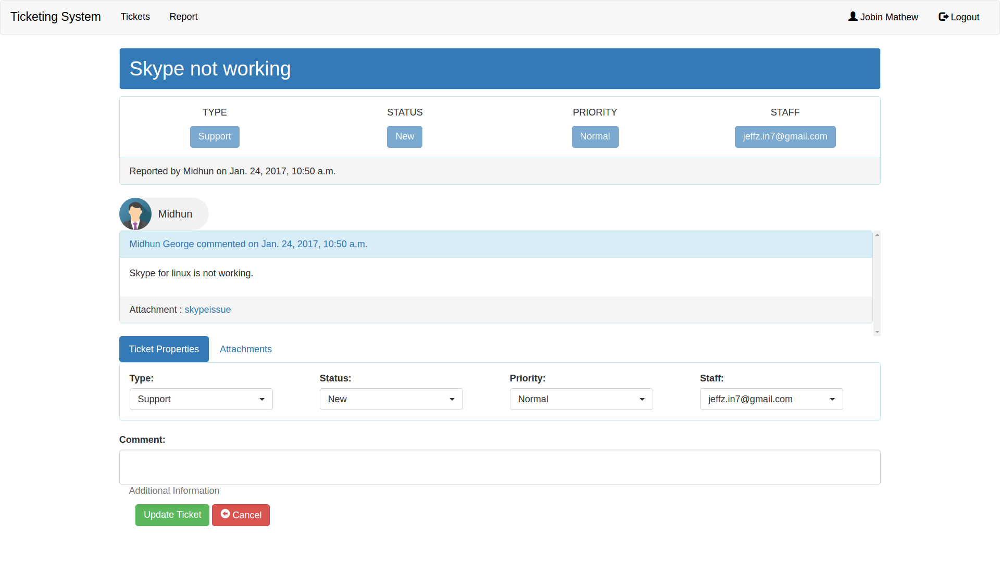 Ticketing System Tickets Report Jobin Mathew Logout
Skype not working
TYPE STATUS PRIORITY STAFF
Support New Normal jeffz.in7@gmail.com
Reported by Midhun on Jan. 24, 2017, 10:50 a.m.
Midhun
Midhun George commented on Jan. 24, 2017, 10:50 a.m.
Skype for linux is not working.
Attachment : skypeissue
Ticket Properties Attachments
Type: Status: Priority: Staff:
Support New Normal jeffz.in7@gmail.com
Comment:
Additional Information
Update Ticket Cancel